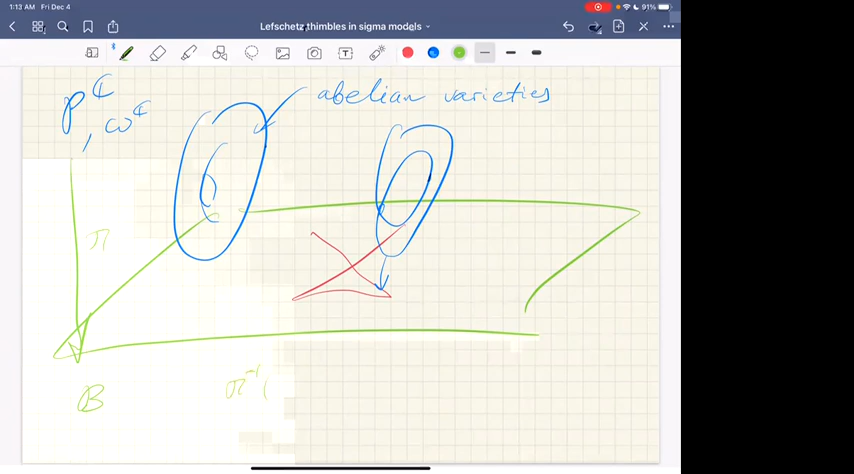 1:13 AM Fri Dec 4
91%
Lefschetz thimbles in sigma models
P^ℂ, ω^ℂ
abelian varieties
π
B
π⁻¹(